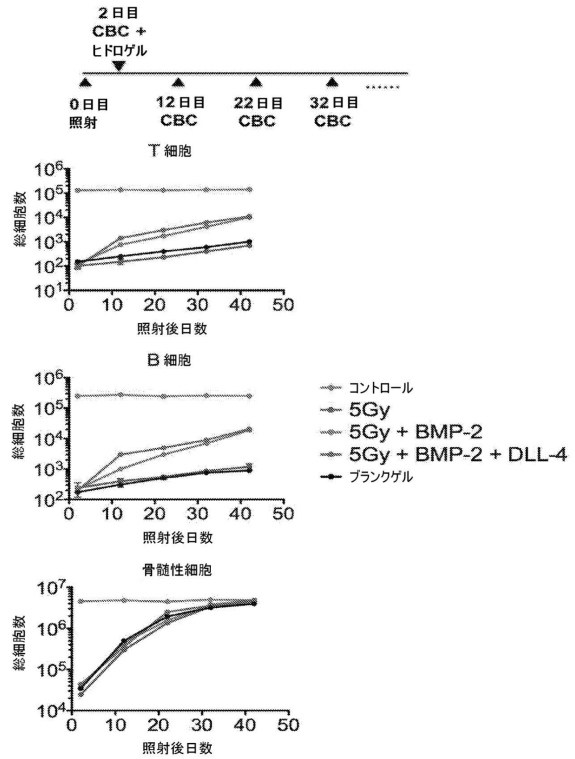 2日目
CBC +
ヒドロゲル
0日目
照射
12日目
CBC
22日目
CBC
32日目
CBC
......
T 細胞
総細胞数
10⁶
10⁵
10⁴
10³
10²
10¹
0 10 20 30 40 50
照射後日数
B 細胞
総細胞数
10⁶
10⁵
10⁴
10³
10²
0 10 20 30 40 50
照射後日数
コントロール
5Gy
5Gy + BMP-2
5Gy + BMP-2 + DLL-4
ブランクゲル
骨髄性細胞
総細胞数
10⁷
10⁶
10⁵
10⁴
0 10 20 30 40 50
照射後日数